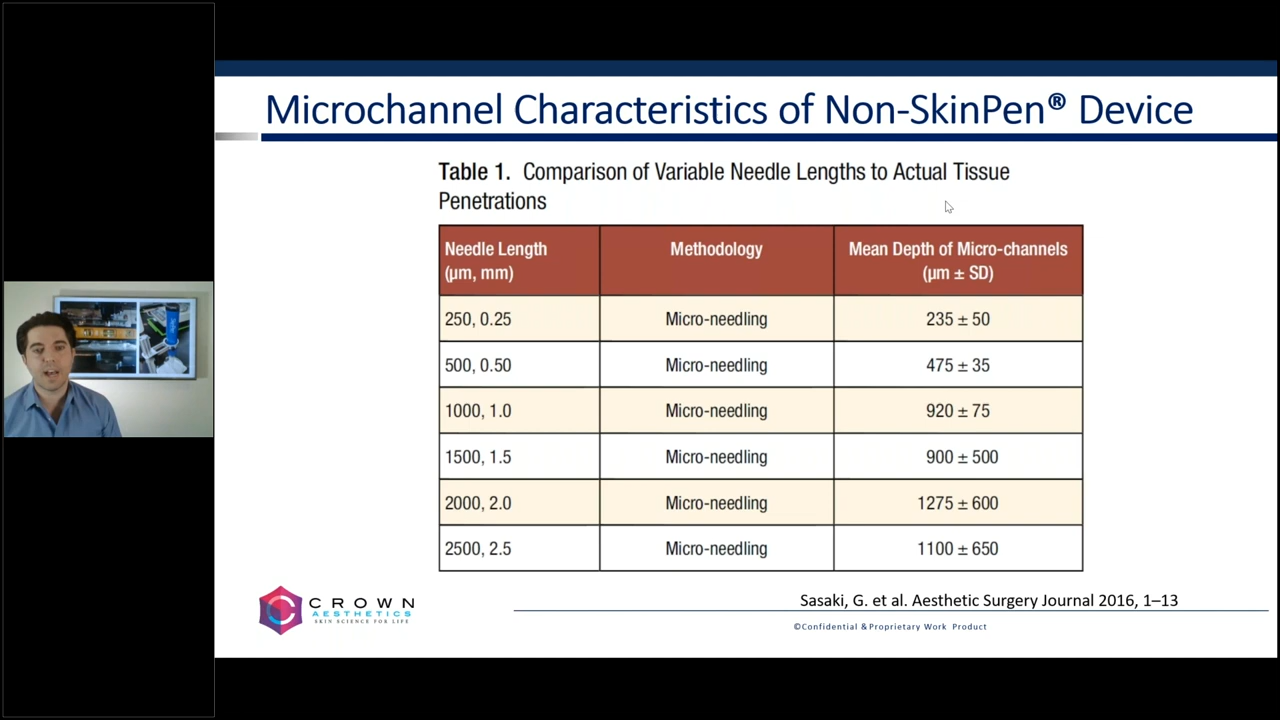 Microchannel Characteristics of Non-SkinPen® Device
Table 1. Comparison of Variable Needle Lengths to Actual Tissue
Penetrations
Needle Length
(µm, mm)
Methodology
Mean Depth of Micro-channels
(µm ± SD)
250, 0.25
Micro-needling
235 ± 50
500, 0.50
Micro-needling
475 ± 35
1000, 1.0
Micro-needling
920 ± 75
1500, 1.5
Micro-needling
900 ± 500
2000, 2.0
Micro-needling
1275 ± 600
2500, 2.5
Micro-needling
1100 ± 650
CROWN
AESTHETICS
SKIN SCIENCE FOR LIFE
Sasaki, G. et al. Aesthetic Surgery Journal 2016, 1–13
©Confidential & Proprietary Work Product